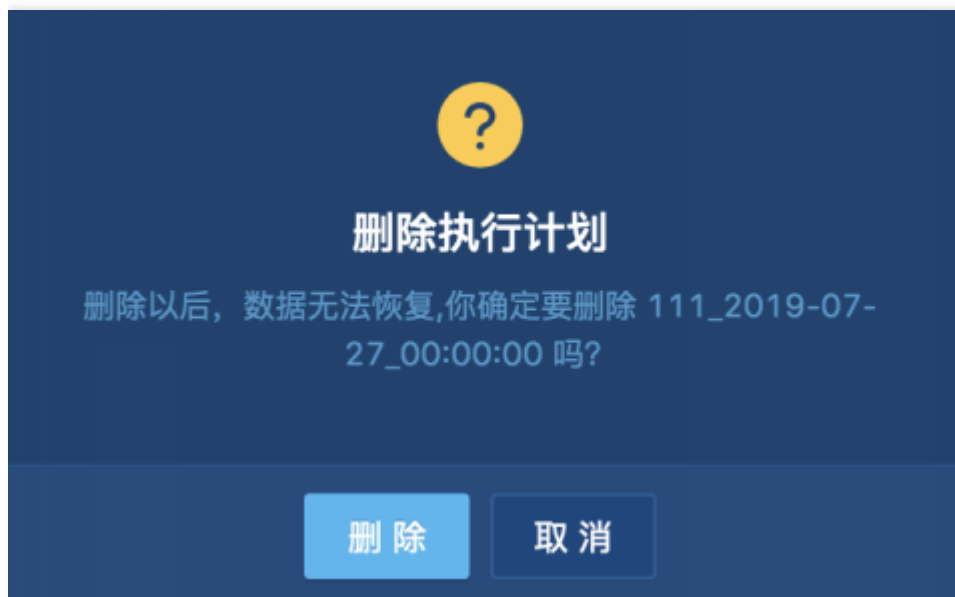 ?
删除执行计划
删除以后，数据无法恢复,你确定要删除 111_2019-07-
27_00:00:00 吗?
删 除
取 消